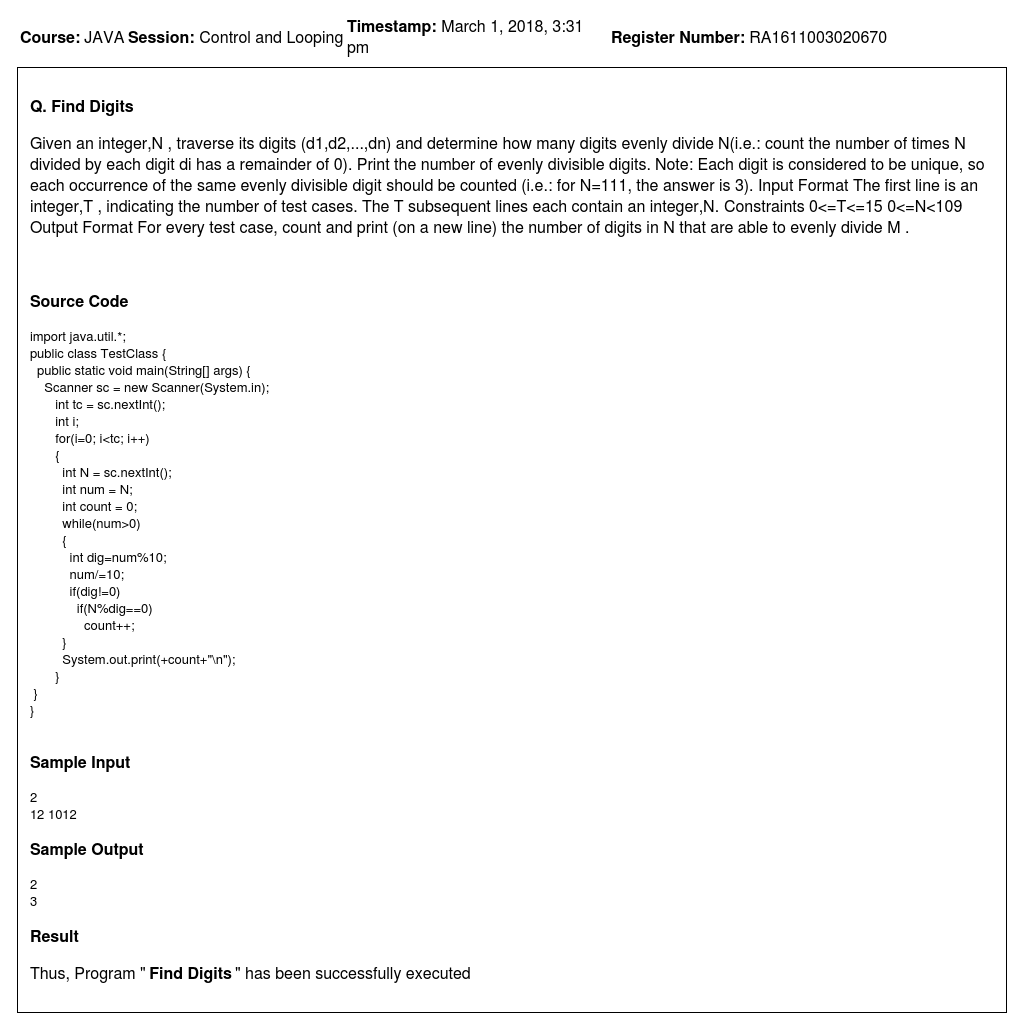 Course: JAVA Session: Control and Looping Timestamp: March 1, 2018, 3:31 pm Register Number: RA1611003020670
Q. Find Digits
Given an integer,N , traverse its digits (d1,d2,...,dn) and determine how many digits evenly divide N(i.e.: count the number of times N
divided by each digit di has a remainder of 0). Print the number of evenly divisible digits. Note: Each digit is considered to be unique, so
each occurrence of the same evenly divisible digit should be counted (i.e.: for N=111, the answer is 3). Input Format The first line is an
integer,T , indicating the number of test cases. The T subsequent lines each contain an integer,N. Constraints 0<=T<=15 0<=N<109
Output Format For every test case, count and print (on a new line) the number of digits in N that are able to evenly divide M .
Source Code
import java.util.*;
public class TestClass {
  public static void main(String[] args) {
    Scanner sc = new Scanner(System.in);
       int tc = sc.nextInt();
       int i;
       for(i=0; i<tc; i++)
       {
         int N = sc.nextInt();
         int num = N;
         int count = 0;
         while(num>0)
         {
           int dig=num%10;
           num/=10;
           if(dig!=0)
             if(N%dig==0)
               count++;
         }
         System.out.print(+count+"\n");
       }
 }
}
Sample Input
2
12 1012
Sample Output
2
3
Result
Thus, Program " Find Digits " has been successfully executed